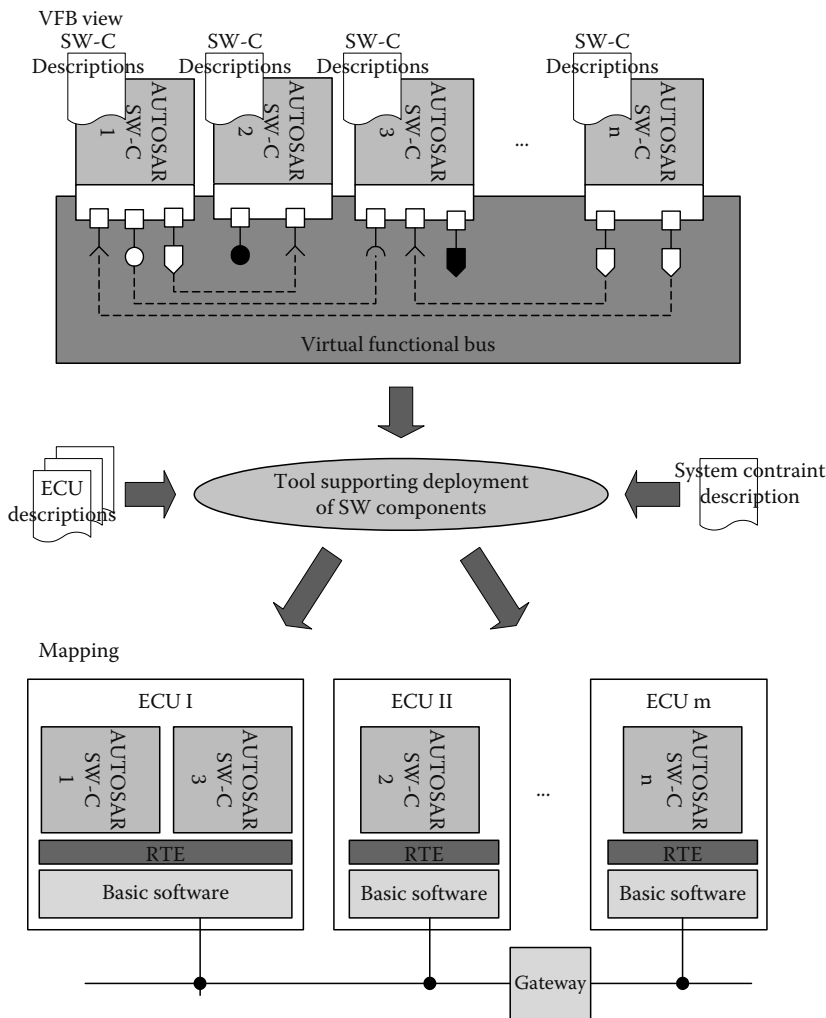 VFB view
SW-C
Descriptions
SW-C
Descriptions
SW-C
Descriptions
SW-C
Descriptions
AUTOSAR
SW-C
1
AUTOSAR
SW-C
2
AUTOSAR
SW-C
3
...
AUTOSAR
SW-C
n
Virtual functional bus
ECU
descriptions
Tool supporting deployment
of SW components
System contraint
description
Mapping
ECU I
ECU II
ECU m
AUTOSAR
SW-C
1
AUTOSAR
SW-C
3
AUTOSAR
SW-C
2
...
AUTOSAR
SW-C
n
RTE
RTE
RTE
Basic software
Basic software
Basic software
Gateway